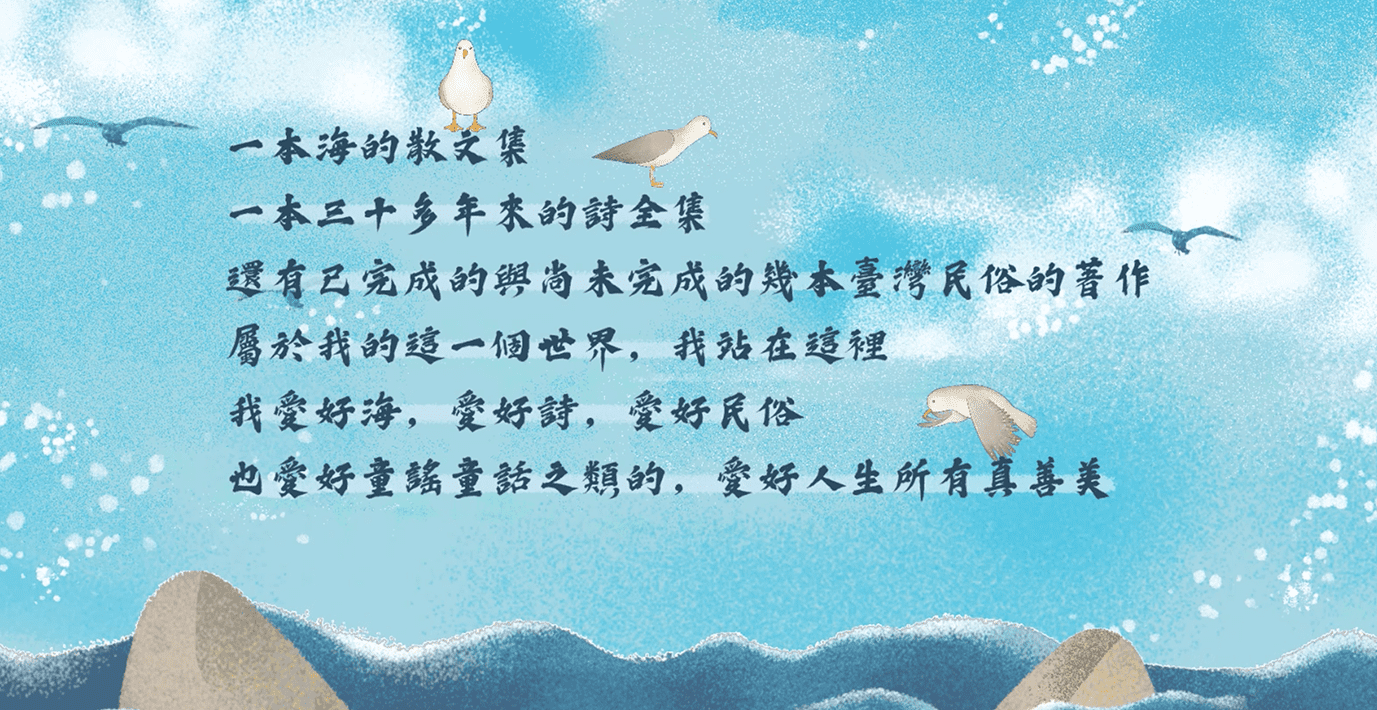 一本海的散文集
一本三十多年來的詩全集
還有已完成的與尚未完成的幾本臺灣民俗的著作
屬於我的這一個世界，我站在這裡
我愛好海，愛好詩，愛好民俗
也愛好童謠童話之類的，愛好人生所有真善美